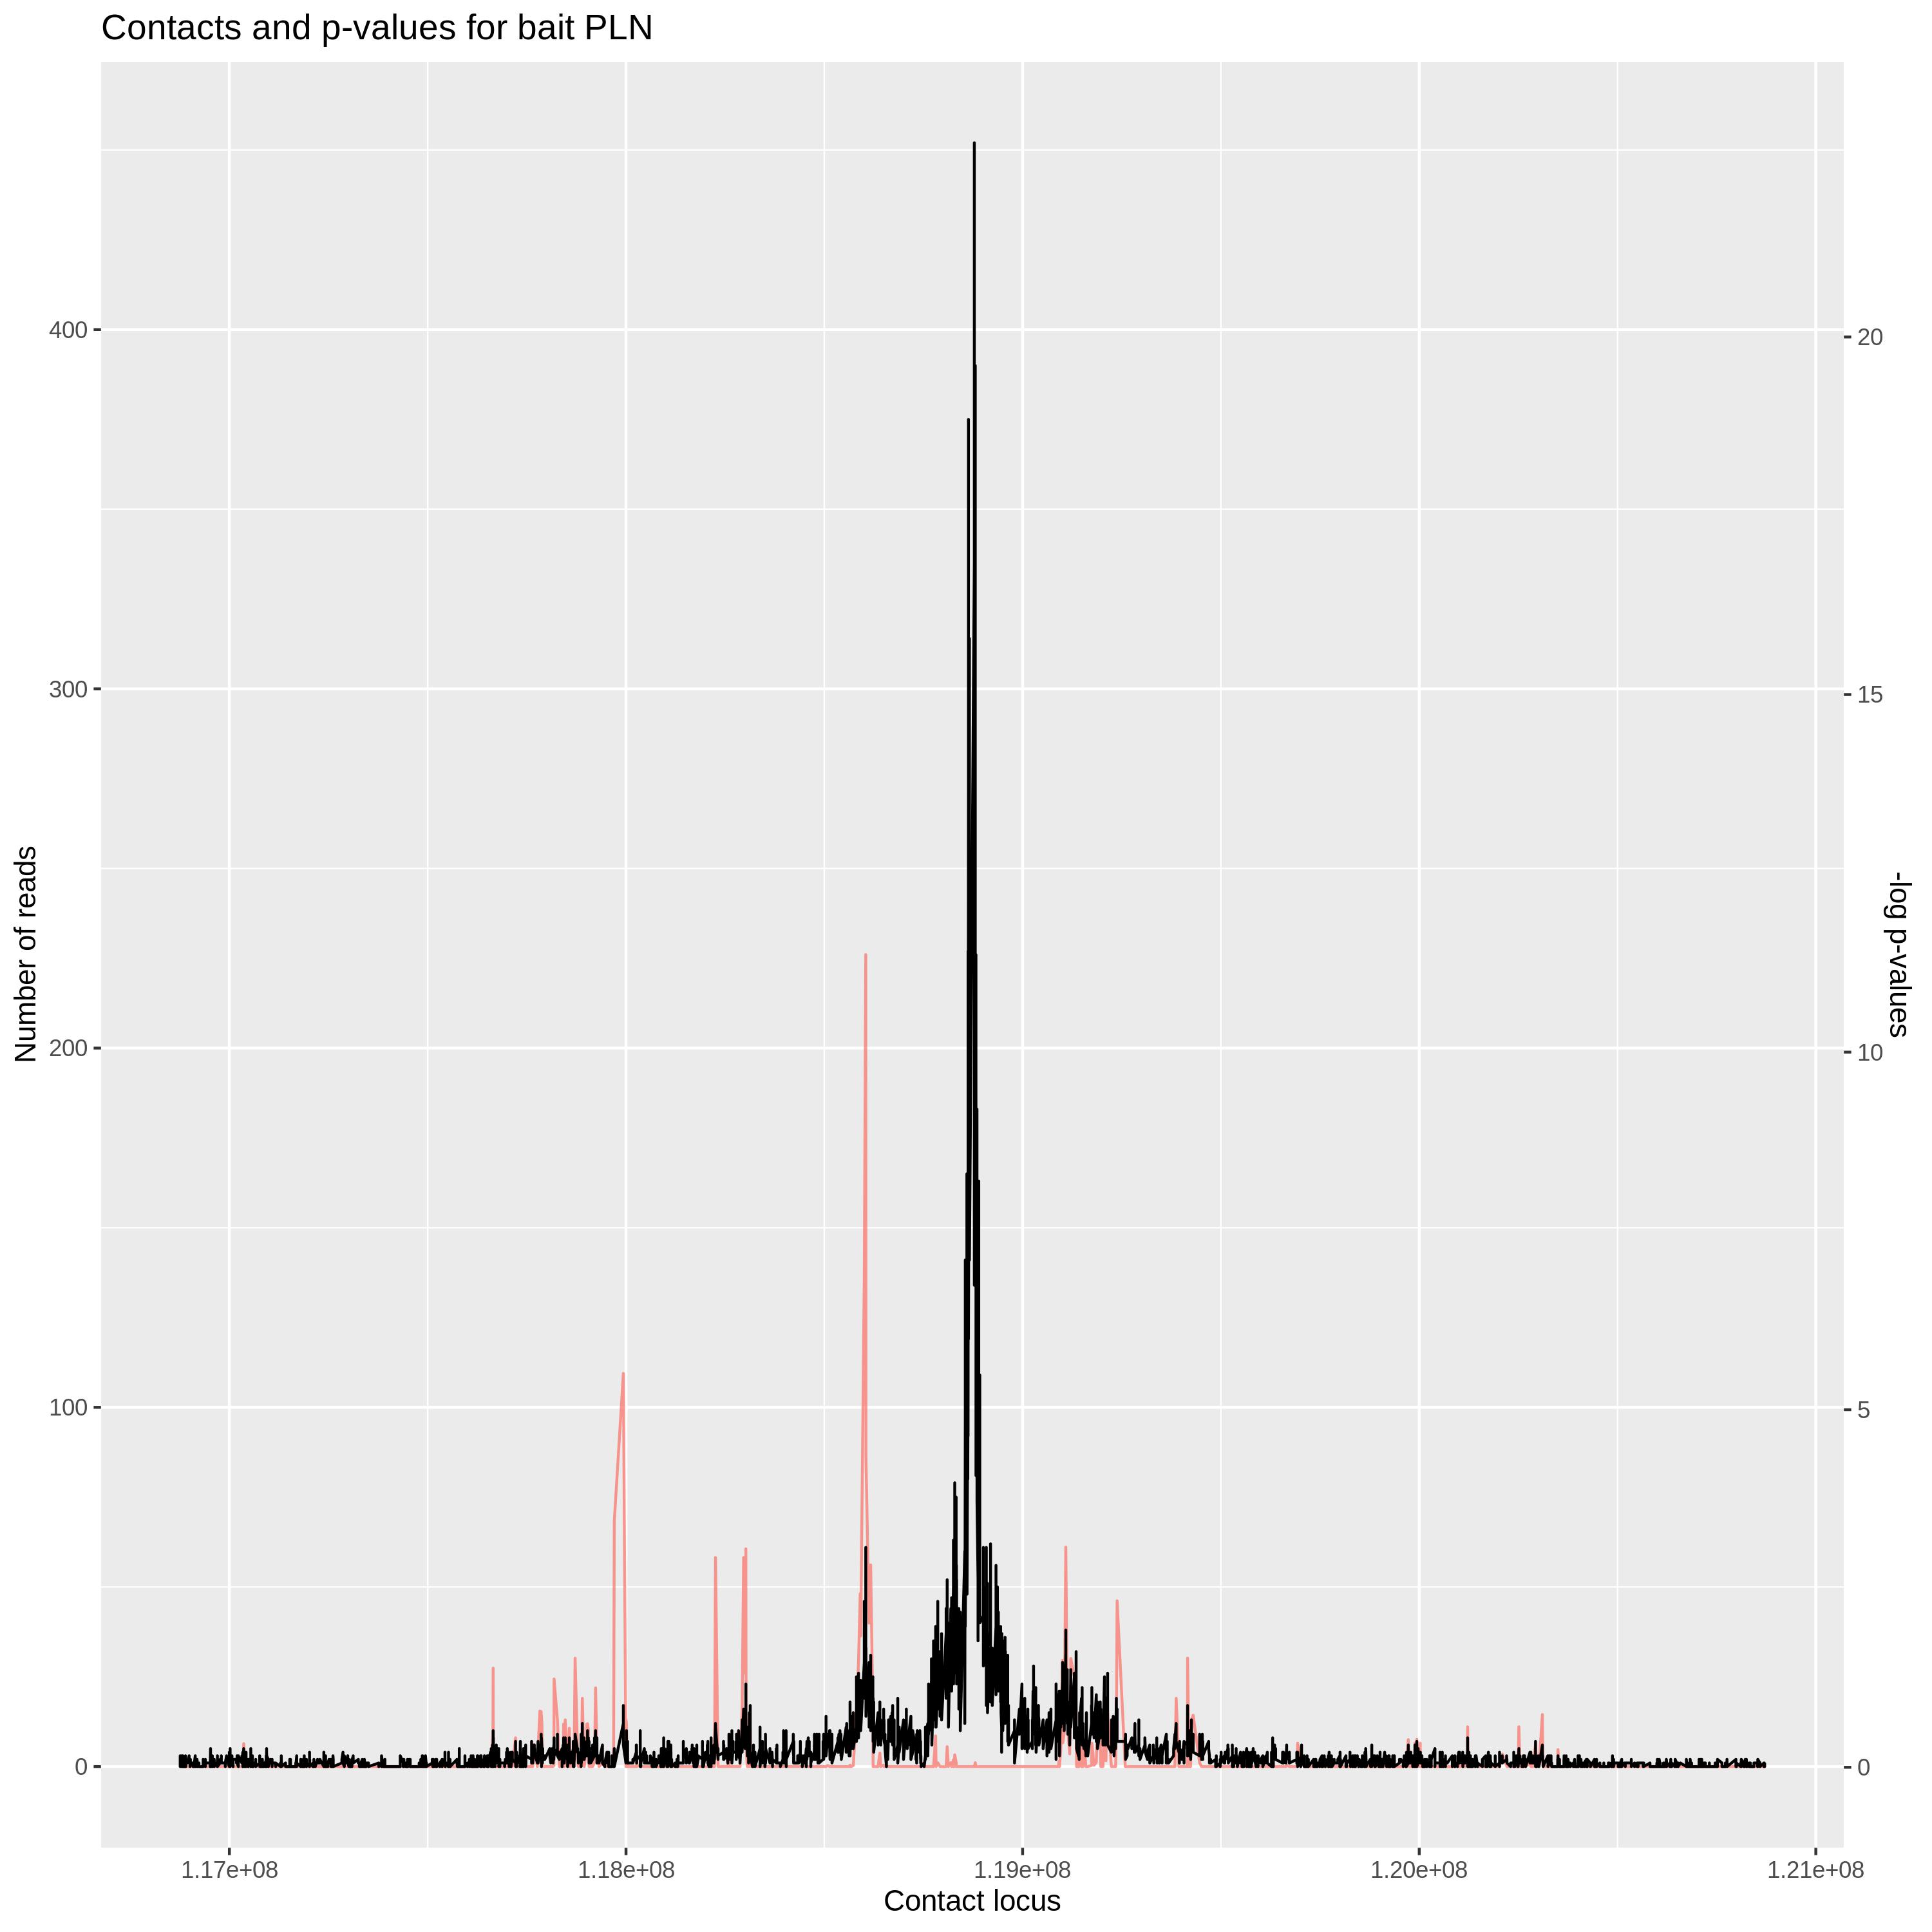 Contacts and p-values for bait PLN
400
300
200
100
0
Number of reads
20
15
10
5
0
-log p-values
1.17e+08
1.18e+08
1.19e+08
1.20e+08
1.21e+08
Contact locus